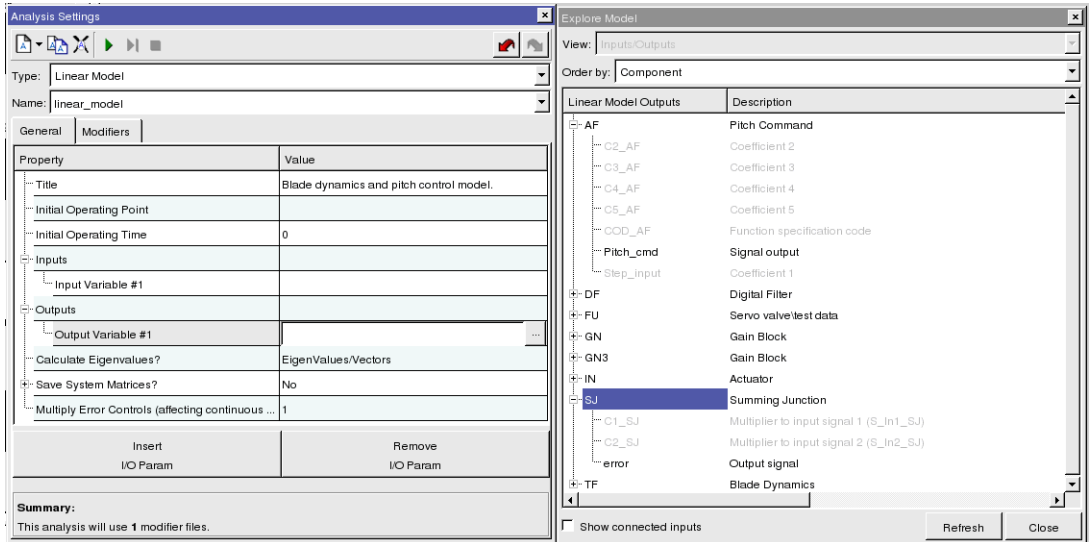 Analysis Settings
Type: Linear Model
Name: linear_model
General Modifiers
Property Value
Title Blade dynamics and pitch control model.
Initial Operating Point
Initial Operating Time 0
Inputs
Input Variable #1
Outputs
Output Variable #1 ...
Calculate Eigenvalues? EigenValues/Vectors
Save System Matrices? No
Multiply Error Controls (affecting continuous ... 1
Insert
I/O Param
Remove
I/O Param
Summary:
This analysis will use 1 modifier files.
Explore Model
View: Inputs/Outputs
Order by: Component
Linear Model Outputs Description
AF Pitch Command
C2_AF Coefficient 2
C3_AF Coefficient 3
C4_AF Coefficient 4
C5_AF Coefficient 5
COD_AF Function specification code
Pitch_cmd Signal output
Step_input Coefficient 1
DF Digital Filter
FU Servo valve\test data
GN Gain Block
GN3 Gain Block
IN Actuator
SJ Summing Junction
C1_SJ Multiplier to input signal 1 (S_In1_SJ)
C2_SJ Multiplier to input signal 2 (S_In2_SJ)
error Output signal
TF Blade Dynamics
Show connected inputs
Refresh Close